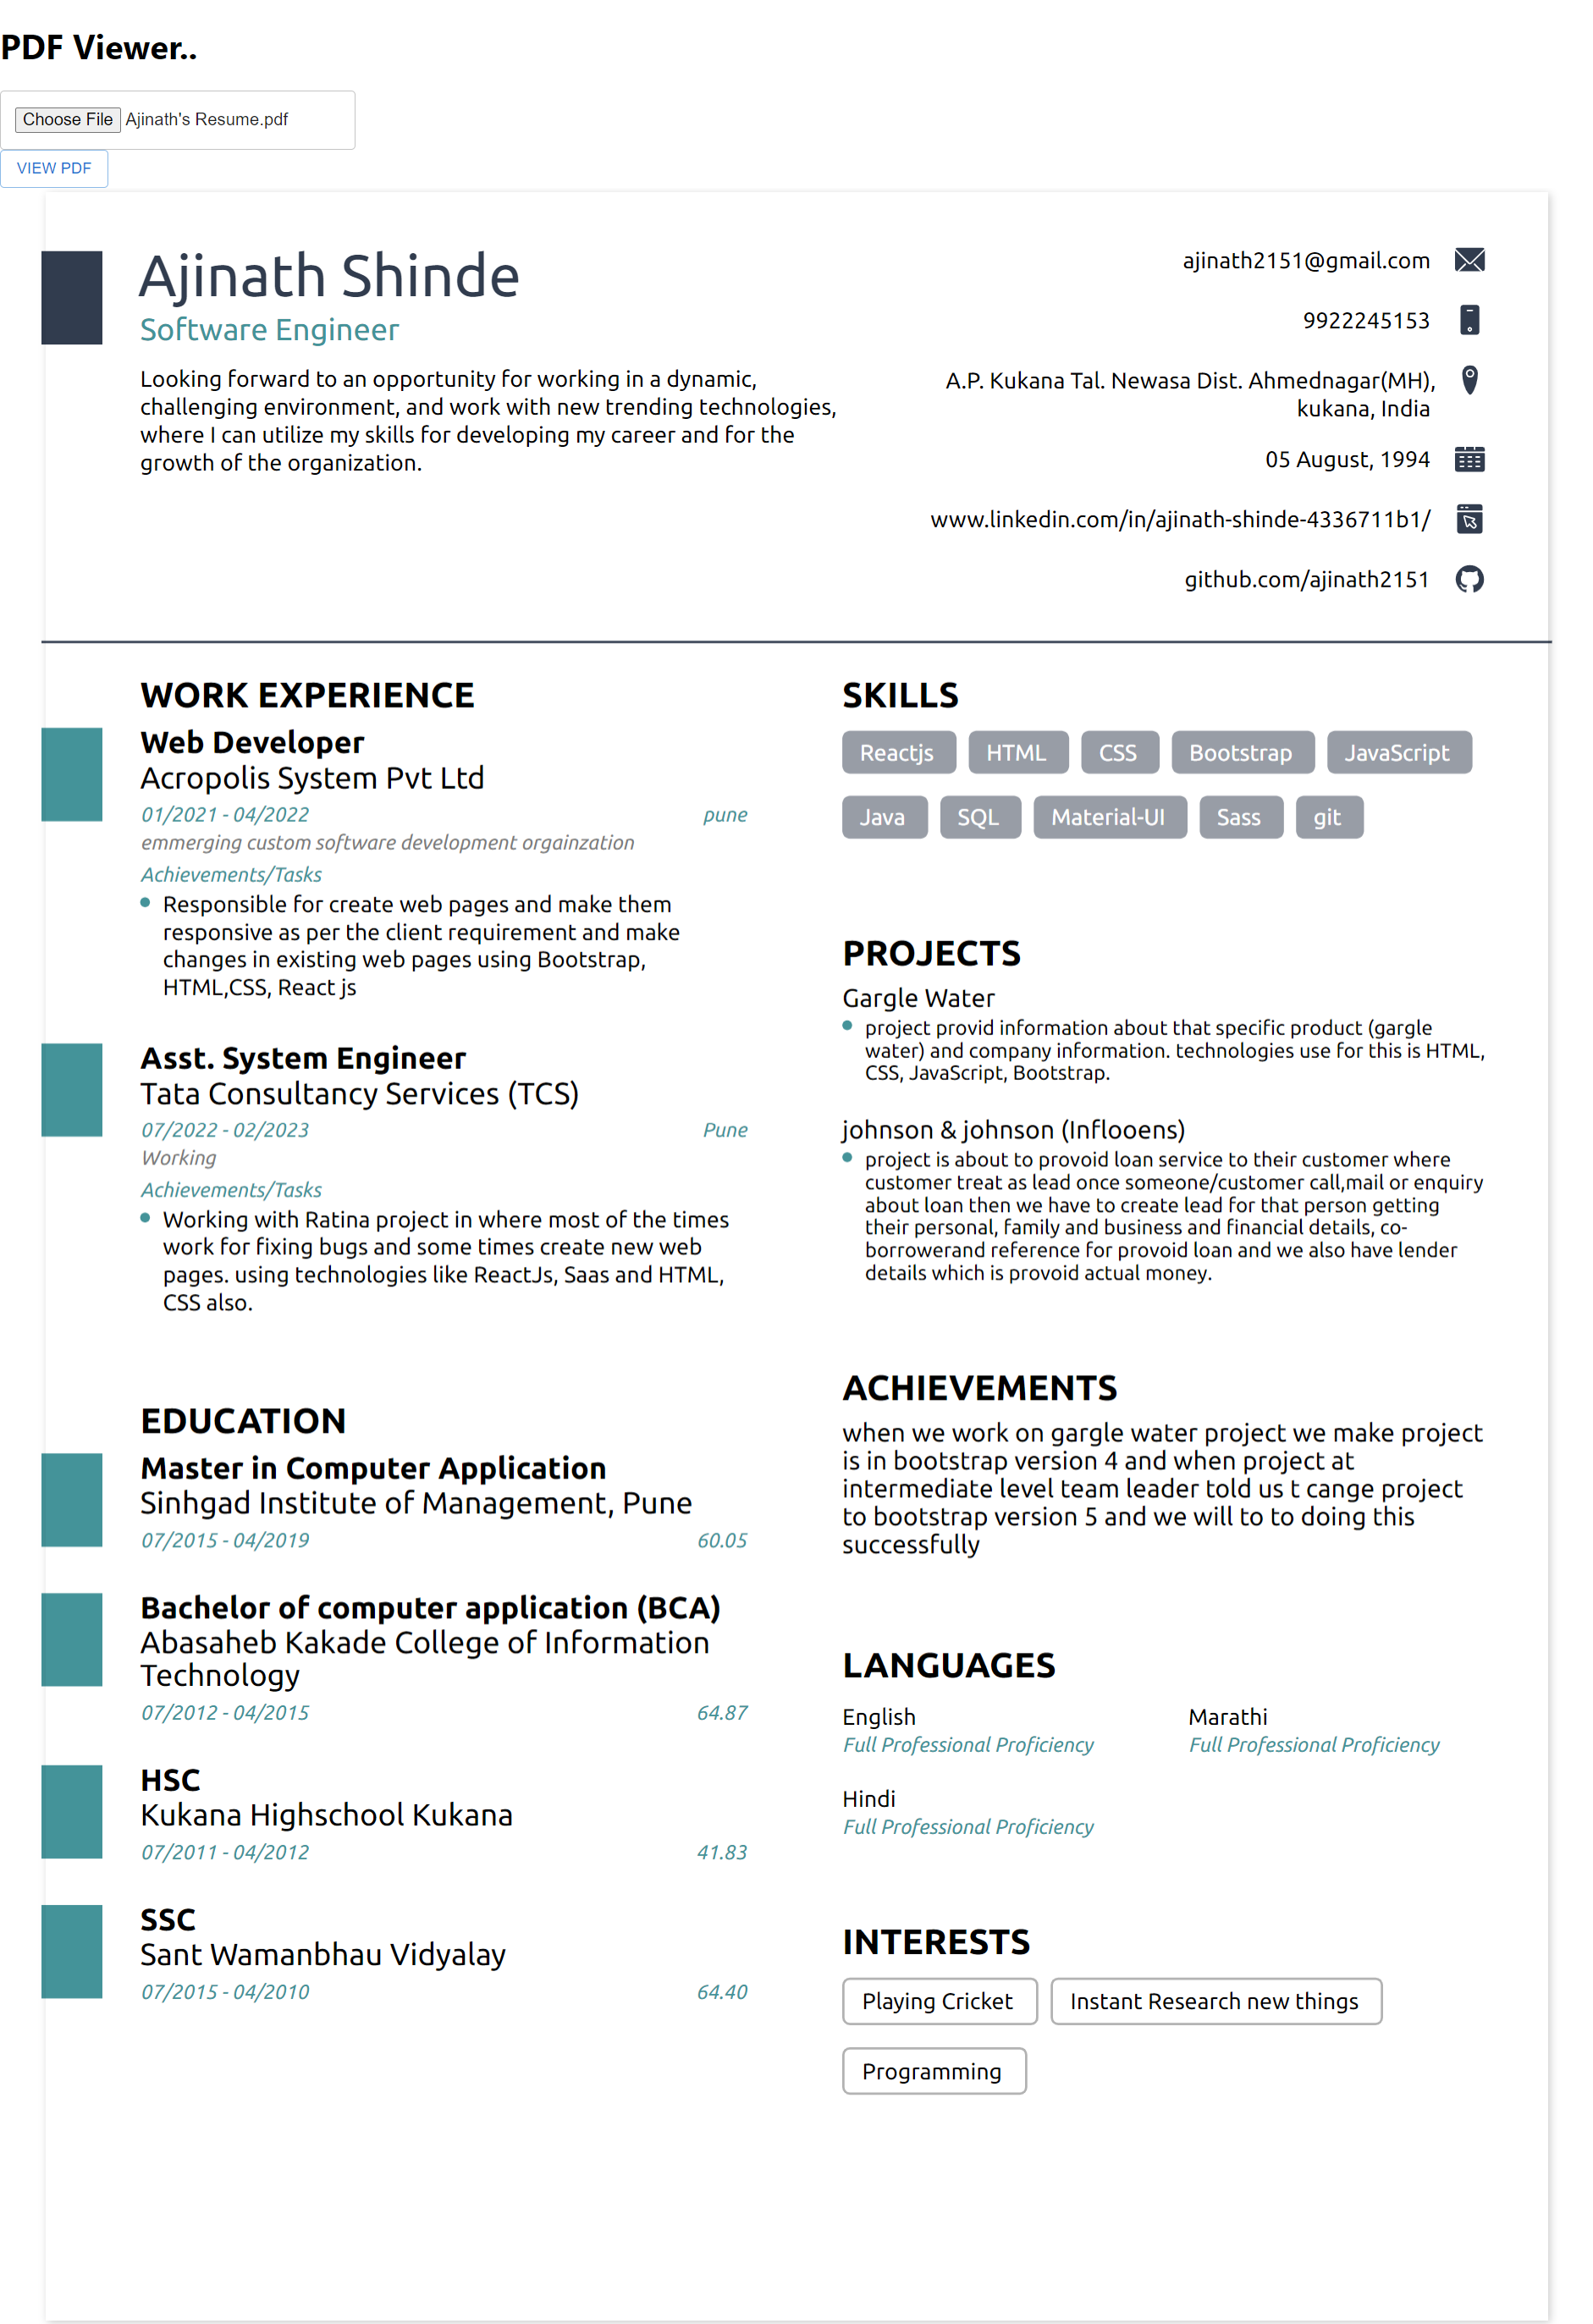 PDF Viewer..
Choose File Ajinath's Resume.pdf
VIEW PDF
Ajinath Shinde
Software Engineer
Looking forward to an opportunity for working in a dynamic,
challenging environment, and work with new trending technologies,
where I can utilize my skills for developing my career and for the
growth of the organization.
ajinath2151@gmail.com
9922245153
A.P. Kukana Tal. Newasa Dist. Ahmednagar(MH),
kukana, India
05 August, 1994
www.linkedin.com/in/ajinath-shinde-4336711b1/
github.com/ajinath2151
WORK EXPERIENCE
Web Developer
Acropolis System Pvt Ltd
01/2021 - 04/2022 pune
emmerging custom software development orgainzation
Achievements/Tasks
Responsible for create web pages and make them
responsive as per the client requirement and make
changes in existing web pages using Bootstrap,
HTML,CSS, React js
Asst. System Engineer
Tata Consultancy Services (TCS)
07/2022 - 02/2023 Pune
Working
Achievements/Tasks
Working with Ratina project in where most of the times
work for fixing bugs and some times create new web
pages. using technologies like ReactJs, Saas and HTML,
CSS also.
EDUCATION
Master in Computer Application
Sinhgad Institute of Management, Pune
07/2015 - 04/2019 60.05
Bachelor of computer application (BCA)
Abasaheb Kakade College of Information
Technology
07/2012 - 04/2015 64.87
HSC
Kukana Highschool Kukana
07/2011 - 04/2012 41.83
SSC
Sant Wamanbhau Vidyalay
07/2015 - 04/2010 64.40
SKILLS
Reactjs HTML CSS Bootstrap JavaScript
Java SQL Material-UI Sass git
PROJECTS
Gargle Water
project provid information about that specific product (gargle
water) and company information. technologies use for this is HTML,
CSS, JavaScript, Bootstrap.
johnson & johnson (Inflooens)
project is about to provoid loan service to their customer where
customer treat as lead once someone/customer call,mail or enquiry
about loan then we have to create lead for that person getting
their personal, family and business and financial details, co-
borrowerand reference for provoid loan and we also have lender
details which is provoid actual money.
ACHIEVEMENTS
when we work on gargle water project we make project
is in bootstrap version 4 and when project at
intermediate level team leader told us t cange project
to bootstrap version 5 and we will to to doing this
successfully
LANGUAGES
English Marathi
Full Professional Proficiency Full Professional Proficiency
Hindi
Full Professional Proficiency
INTERESTS
Playing Cricket Instant Research new things
Programming